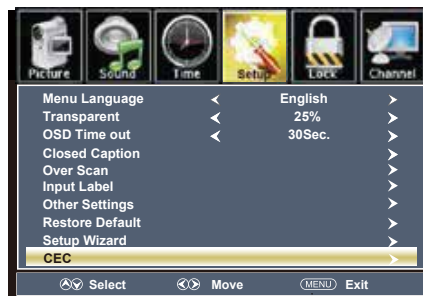 Picture Sound Time Setup Lock Channel
Menu Language English
Transparent 25%
OSD Time out 30Sec.
Closed Caption
Over Scan
Input Label
Other Settings
Restore Default
Setup Wizard
CEC
Select Move MENU Exit